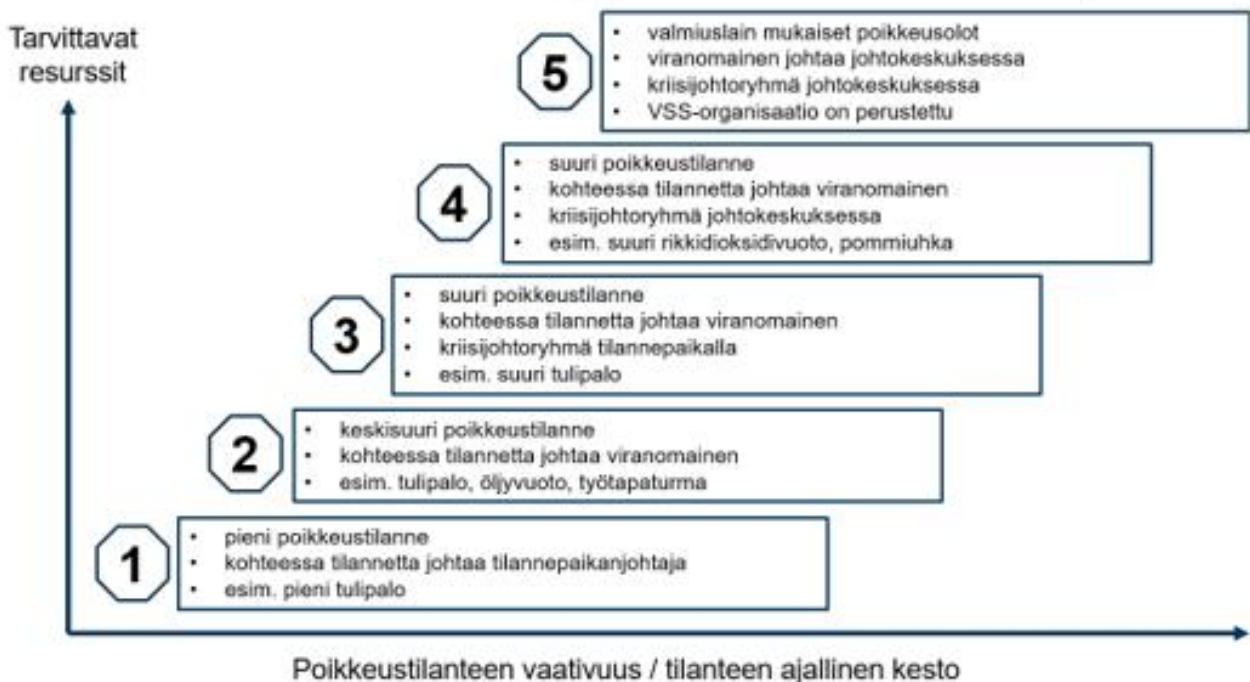 Tarvittavat
resurssit
5
• valmiuslain mukaiset poikkeusolot
• viranomainen johtaa johtokeskuksessa
• kriisijohtoryhmä johtokeskuksessa
• VSS-organisaatio on perustettu
4
• suuri poikkeustilanne
• kohteessa tilannetta johtaa viranomainen
• kriisijohtoryhmä johtokeskuksessa
• esim. suuri rikkidioksidivuoto, pommiuhka
3
• suuri poikkeustilanne
• kohteessa tilannetta johtaa viranomainen
• kriisijohtoryhmä tilannepaikalla
• esim. suuri tulipalo
2
• keskisuuri poikkeustilanne
• kohteessa tilannetta johtaa viranomainen
• esim. tulipalo, öljyvuoto, työtapaturma
1
• pieni poikkeustilanne
• kohteessa tilannetta johtaa tilannepaikanjohtaja
• esim. pieni tulipalo
Poikkeustilanteen vaativuus / tilanteen ajallinen kesto